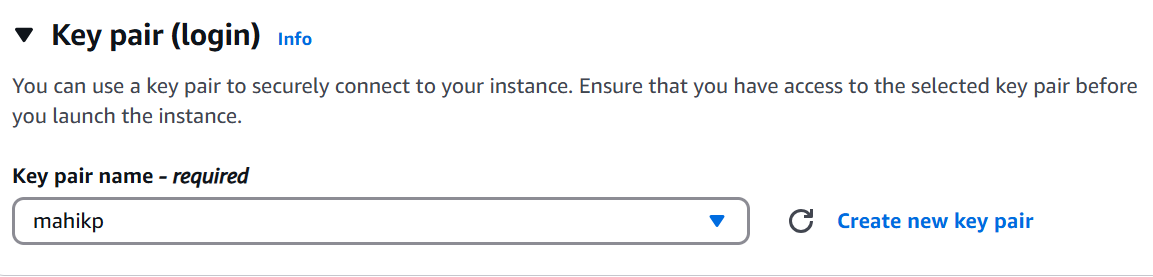 Key pair (login) Info
You can use a key pair to securely connect to your instance. Ensure that you have access to the selected key pair before
you launch the instance.
Key pair name - required
mahikp
Create new key pair